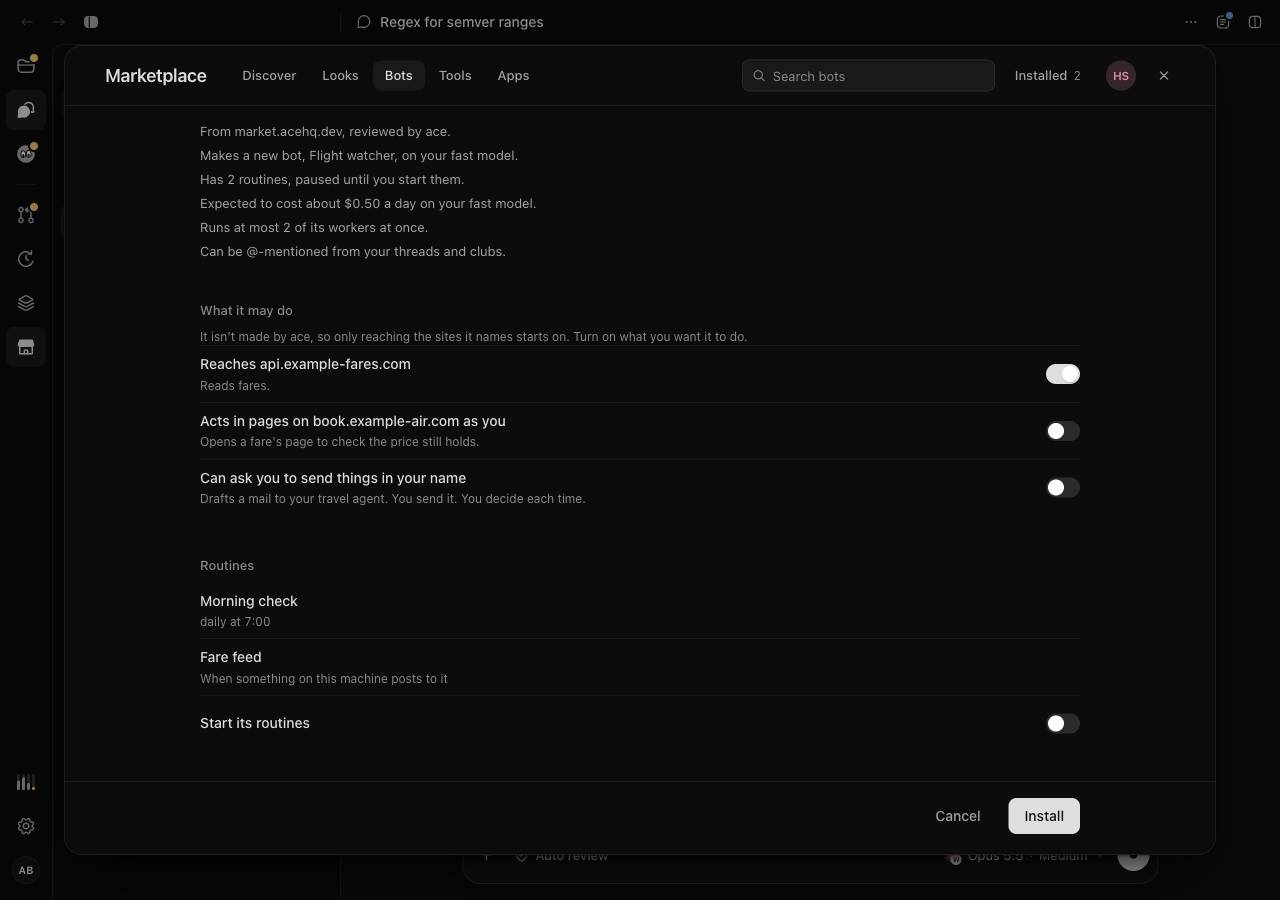 Regex for semver ranges
Marketplace
Discover
Looks
Bots
Tools
Apps
Search bots
Installed 2
HS
From market.acehq.dev, reviewed by ace.
Makes a new bot, Flight watcher, on your fast model.
Has 2 routines, paused until you start them.
Expected to cost about $0.50 a day on your fast model.
Runs at most 2 of its workers at once.
Can be @-mentioned from your threads and clubs.
What it may do
It isn't made by ace, so only reaching the sites it names starts on. Turn on what you want it to do.
Reaches api.example-fares.com
Reads fares.
Acts in pages on book.example-air.com as you
Opens a fare's page to check the price still holds.
Can ask you to send things in your name
Drafts a mail to your travel agent. You send it. You decide each time.
Routines
Morning check
daily at 7:00
Fare feed
When something on this machine posts to it
Start its routines
Cancel
Install
Auto review
Opus 5.5 · Medium
AB